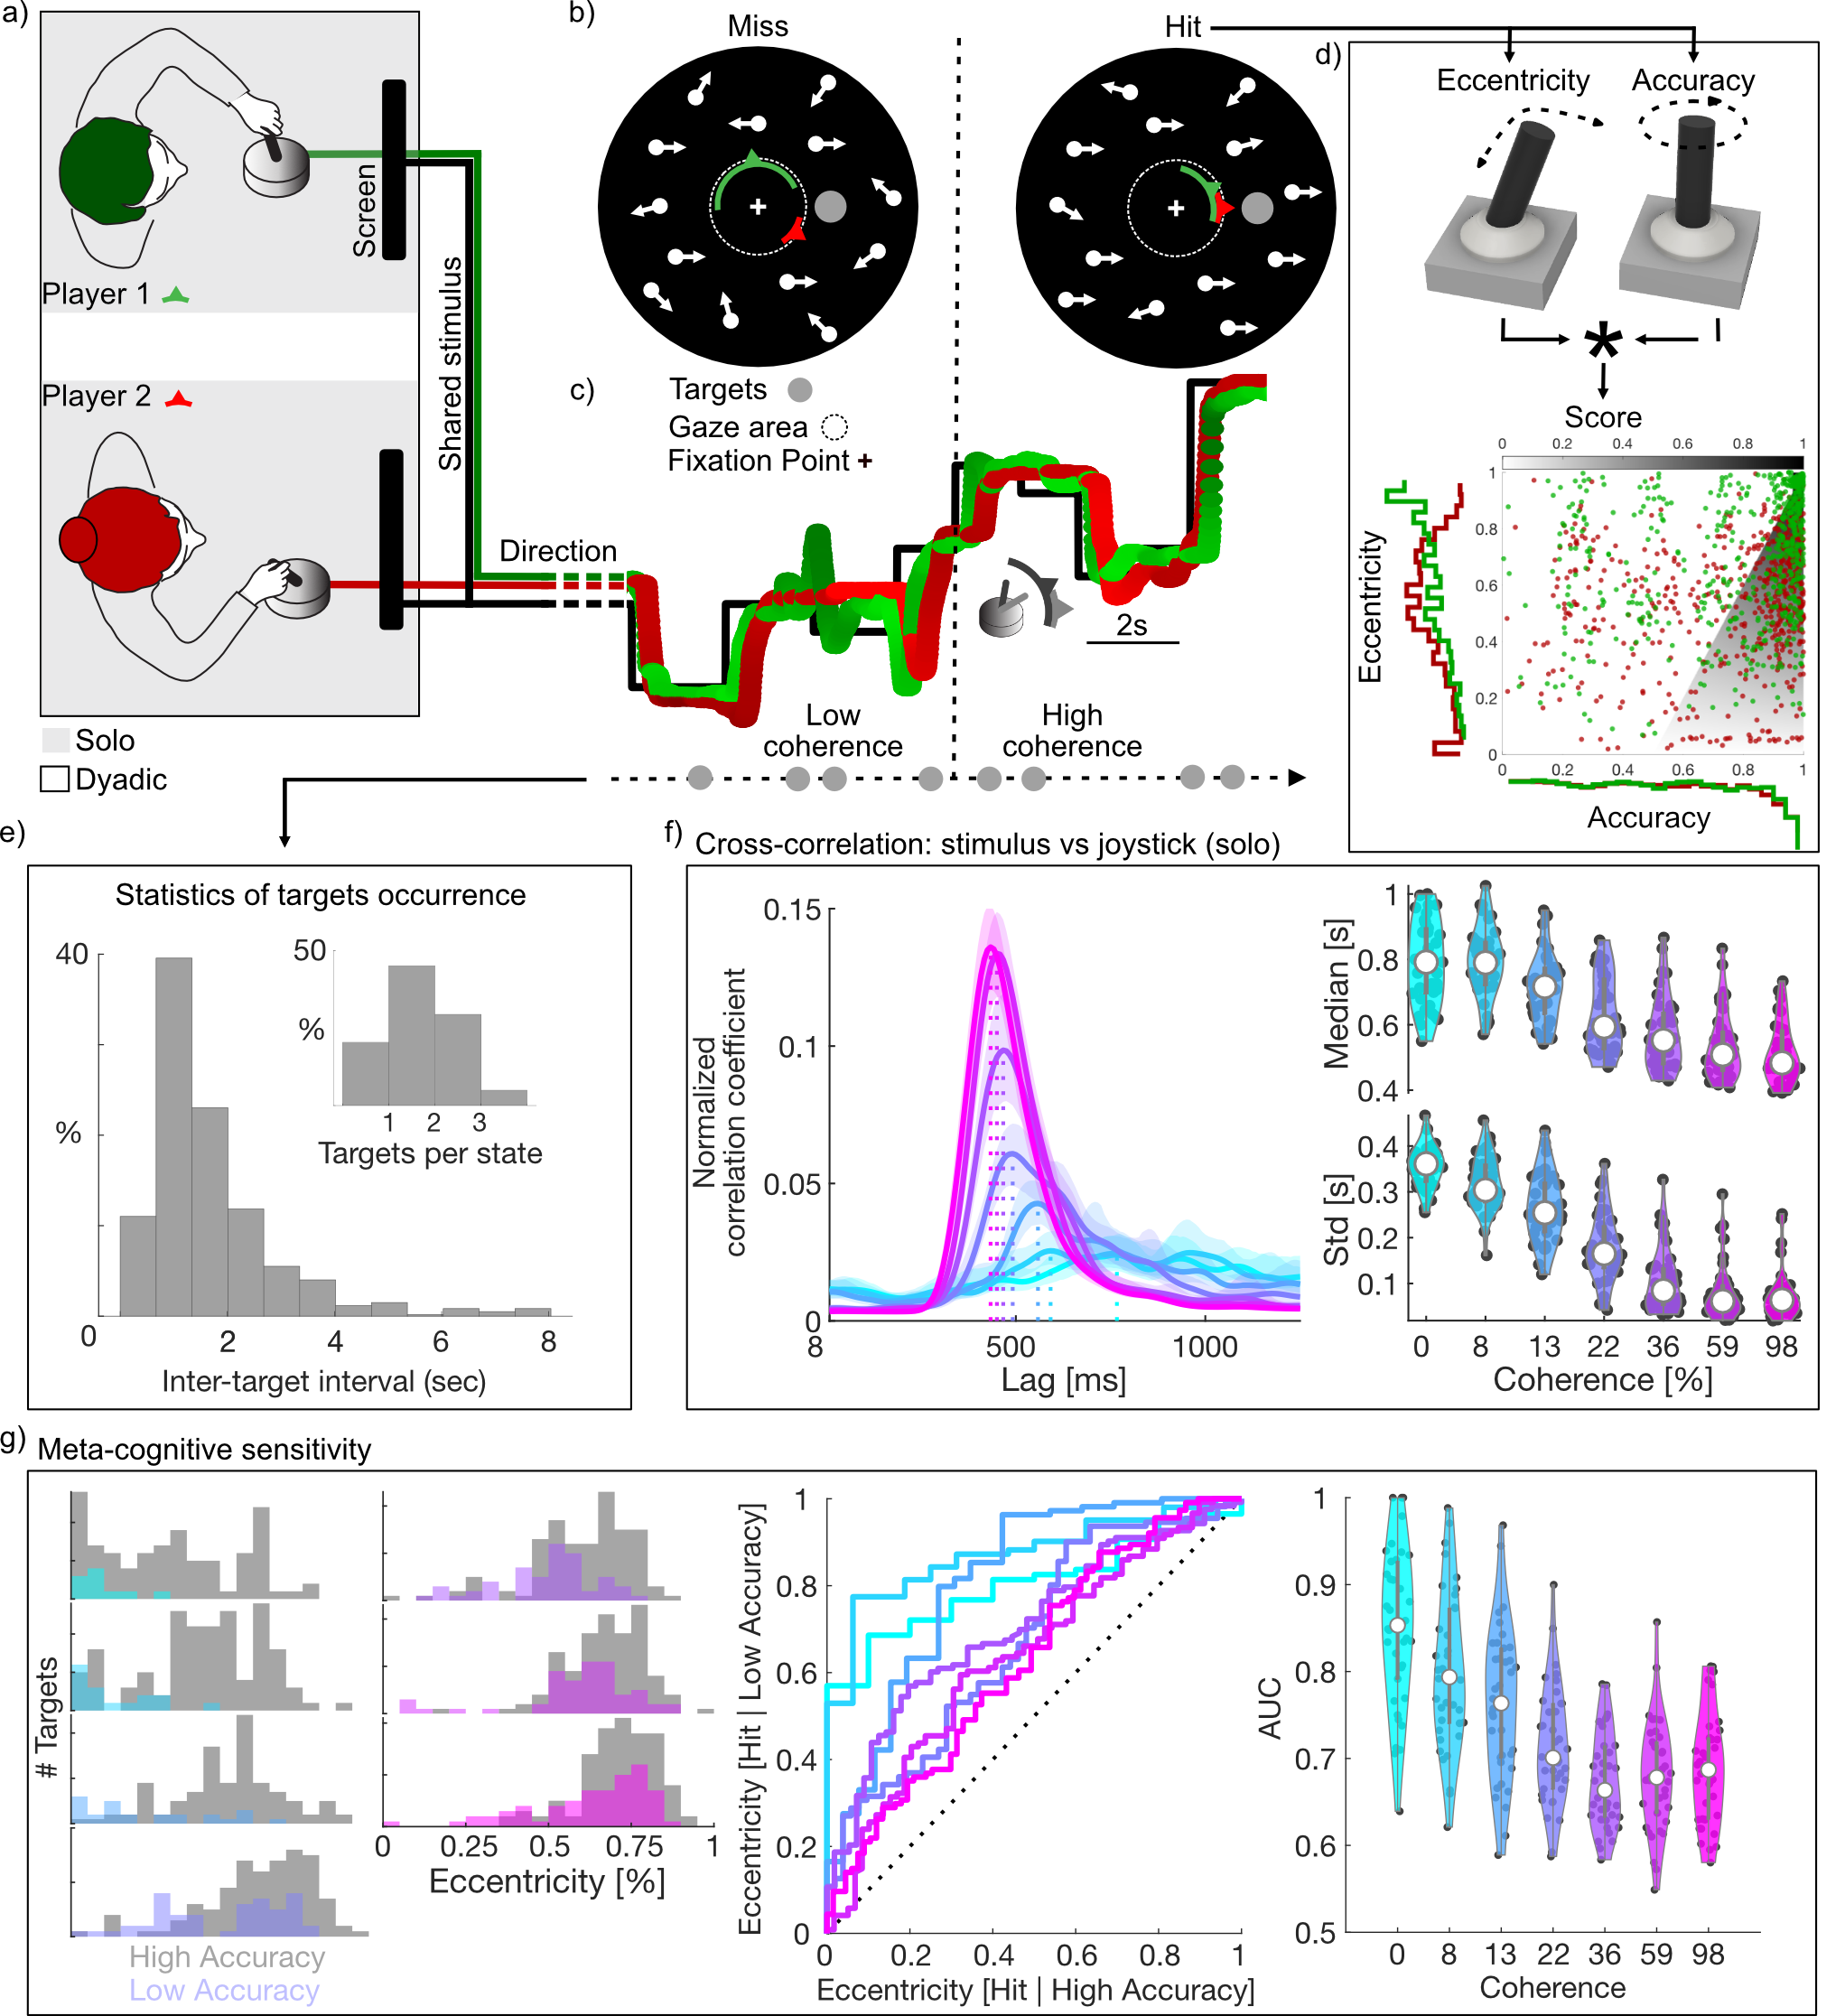 a)
Screen
Player 1
Shared stimulus
Player 2
Direction
Solo
Dyadic
b)
Miss
Hit
c)
Targets
Gaze area
Fixation Point +
2s
Low
coherence
High
coherence
d)
Eccentricity
Accuracy
*
Score
0 0.2 0.4 0.6 0.8 1
Eccentricity
1
0.8
0.6
0.4
0.2
0
0 0.2 0.4 0.6 0.8 1
Accuracy
e)
Statistics of targets occurrence
40
%
0 2 4 6 8
Inter-target interval (sec)
50
%
1 2 3
Targets per state
f)
Cross-correlation: stimulus vs joystick (solo)
Normalized
correlation coefficient
0.15
0.1
0.05
0
8 500 1000
Lag [ms]
Median [s]
1
0.8
0.6
0.4
Std [s]
0.4
0.3
0.2
0.1
0 8 13 22 36 59 98
Coherence [%]
g)
Meta-cognitive sensitivity
# Targets
High Accuracy
Low Accuracy
0 0.25 0.5 0.75 1
Eccentricity [%]
Eccentricity [Hit | Low Accuracy]
1
0.8
0.6
0.4
0.2
0
0 0.2 0.4 0.6 0.8 1
Eccentricity [Hit | High Accuracy]
AUC
1
0.9
0.8
0.7
0.6
0.5
0 8 13 22 36 59 98
Coherence